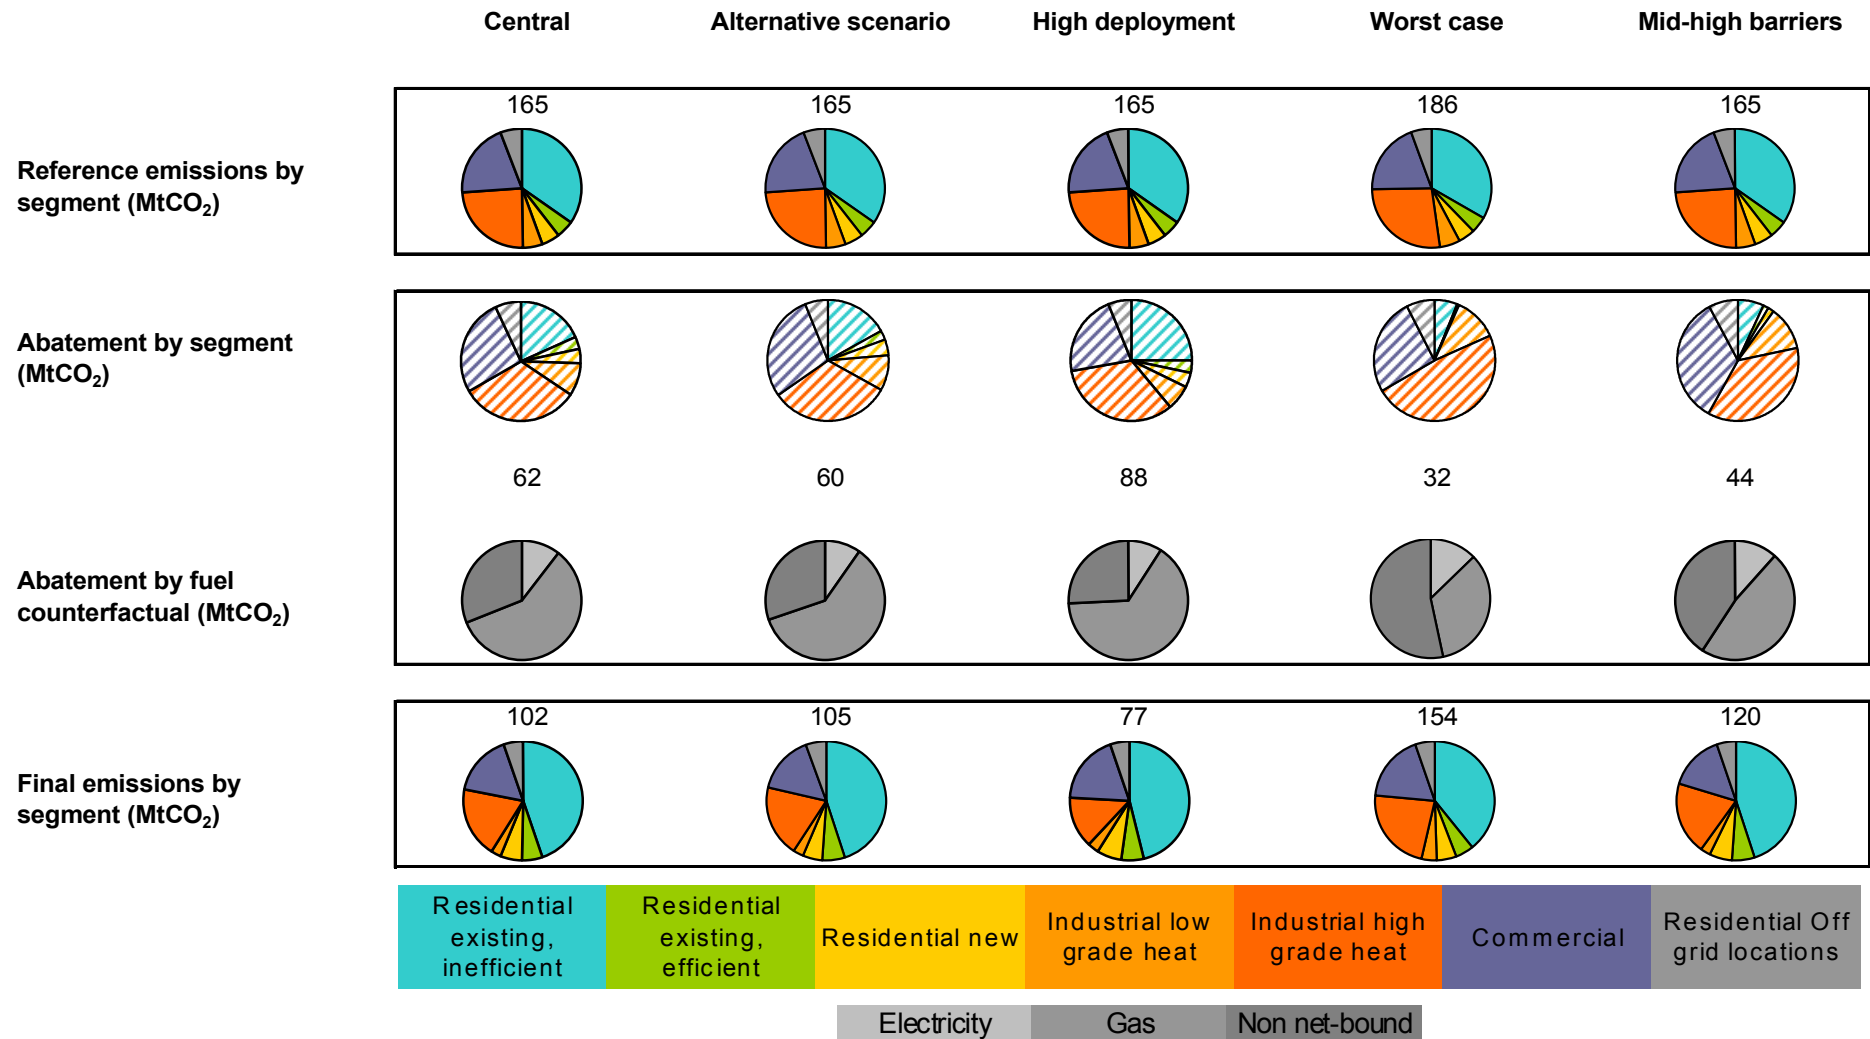 Central Alternative scenario High deployment Worst case Mid-high barriers
165 165 165 186 165
Reference emissions by
segment (MtCO₂)
Abatement by segment
(MtCO₂)
62 60 88 32 44
Abatement by fuel
counterfactual (MtCO₂)
102 105 77 154 120
Final emissions by
segment (MtCO₂)
Residential
existing,
inefficient
Residential
existing,
efficient
Residential new
Industrial low
grade heat
Industrial high
grade heat
Commercial
Residential Off
grid locations
Electricity Gas Non net-bound